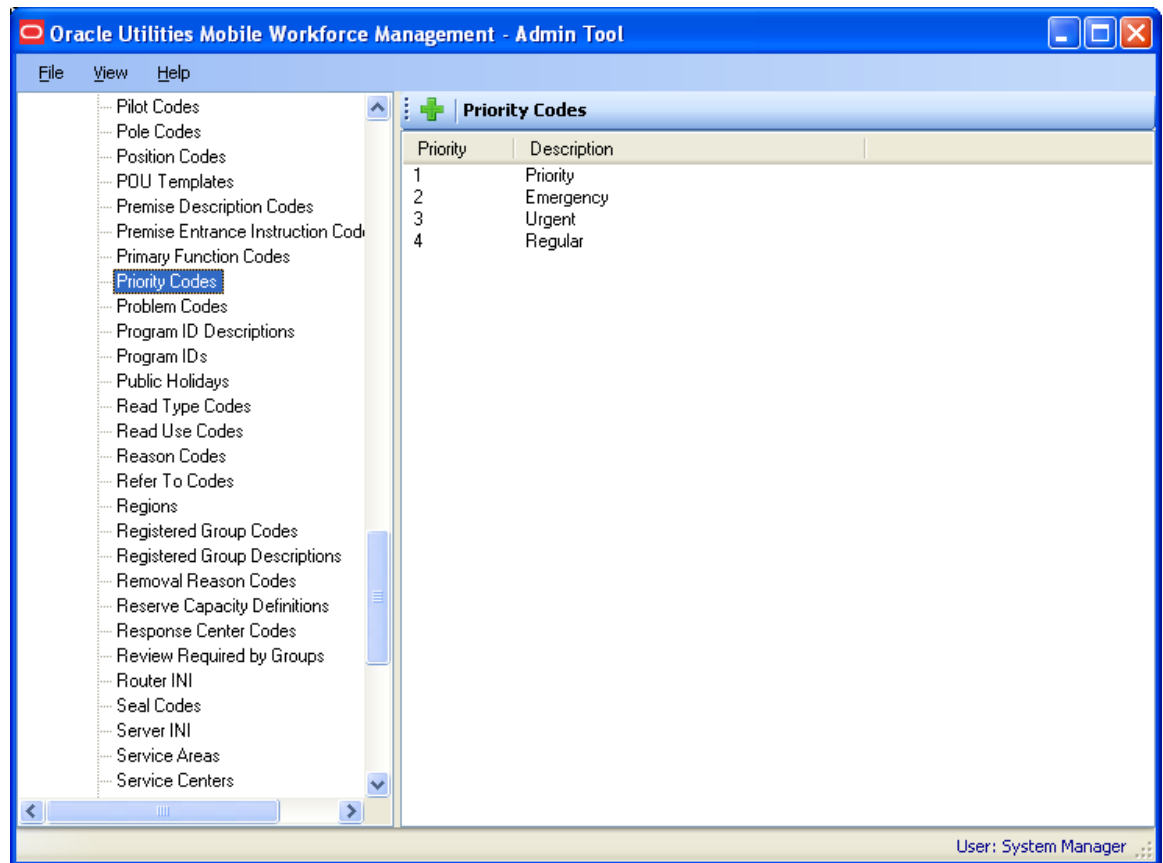 Oracle Utilities Mobile Workforce Management - Admin Tool
File View Help
Pilot Codes
Pole Codes
Position Codes
POU Templates
Premise Description Codes
Premise Entrance Instruction Cod
Primary Function Codes
Priority Codes
Problem Codes
Program ID Descriptions
Program IDs
Public Holidays
Read Type Codes
Read Use Codes
Reason Codes
Refer To Codes
Regions
Registered Group Codes
Registered Group Descriptions
Removal Reason Codes
Reserve Capacity Definitions
Response Center Codes
Review Required by Groups
Router INI
Seal Codes
Server INI
Service Areas
Service Centers
Priority Codes
Priority Description
1 Priority
2 Emergency
3 Urgent
4 Regular
User: System Manager